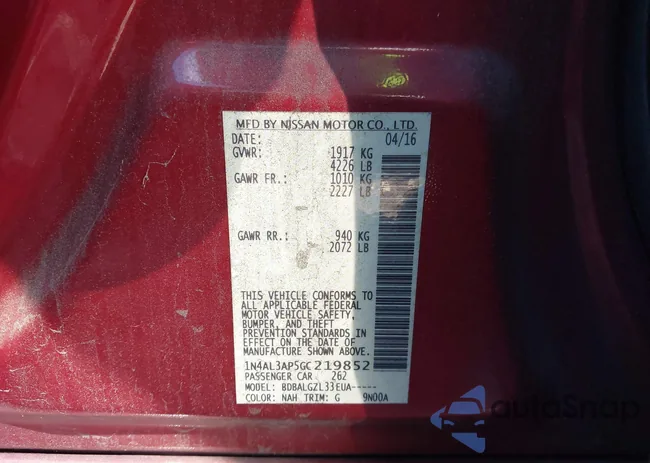 MFD BY NISSAN MOTOR CO., LTD.
DATE: 04/16
GVWR: 1917 KG
4226 LB
GAWR FR.: 1010 KG
2227 LB
GAWR RR.: 940 KG
2072 LB
THIS VEHICLE CONFORMS TO
ALL APPLICABLE FEDERAL
MOTOR VEHICLE SAFETY,
BUMPER, AND THEFT
PREVENTION STANDARDS IN
EFFECT ON THE DATE OF
MANUFACTURE SHOWN ABOVE.
1N4AL3AP5GC219852
PASSENGER CAR 262
MODEL: BDBALGZL33EUA-----
COLOR: NAH TRIM: G 9N00A
autoSnap